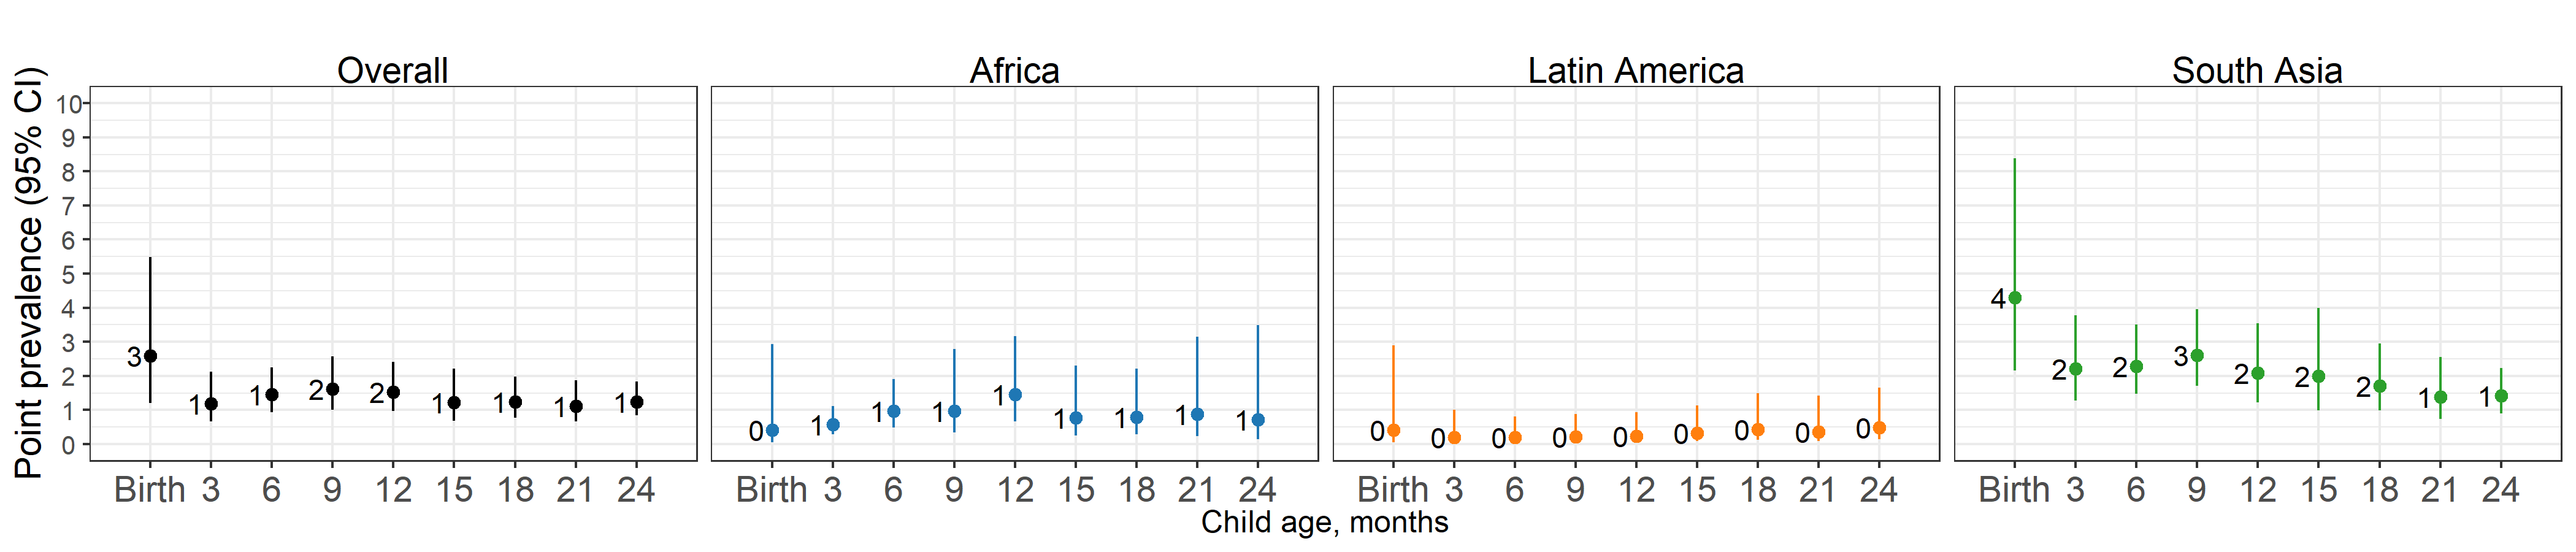 Overall Africa Latin America South Asia
Point prevalence (95% CI)
10
9
8
7
6
5
4
3
2
1
0
3 1 1 2 2 1 1 1 1
0 1 1 1 1 1 1 1 1
0 0 0 0 0 0 0 0 0
4 2 2 3 2 2 2 1 1
Birth 3 6 9 12 15 18 21 24 Birth 3 6 9 12 15 18 21 24 Birth 3 6 9 12 15 18 21 24 Birth 3 6 9 12 15 18 21 24
Child age, months